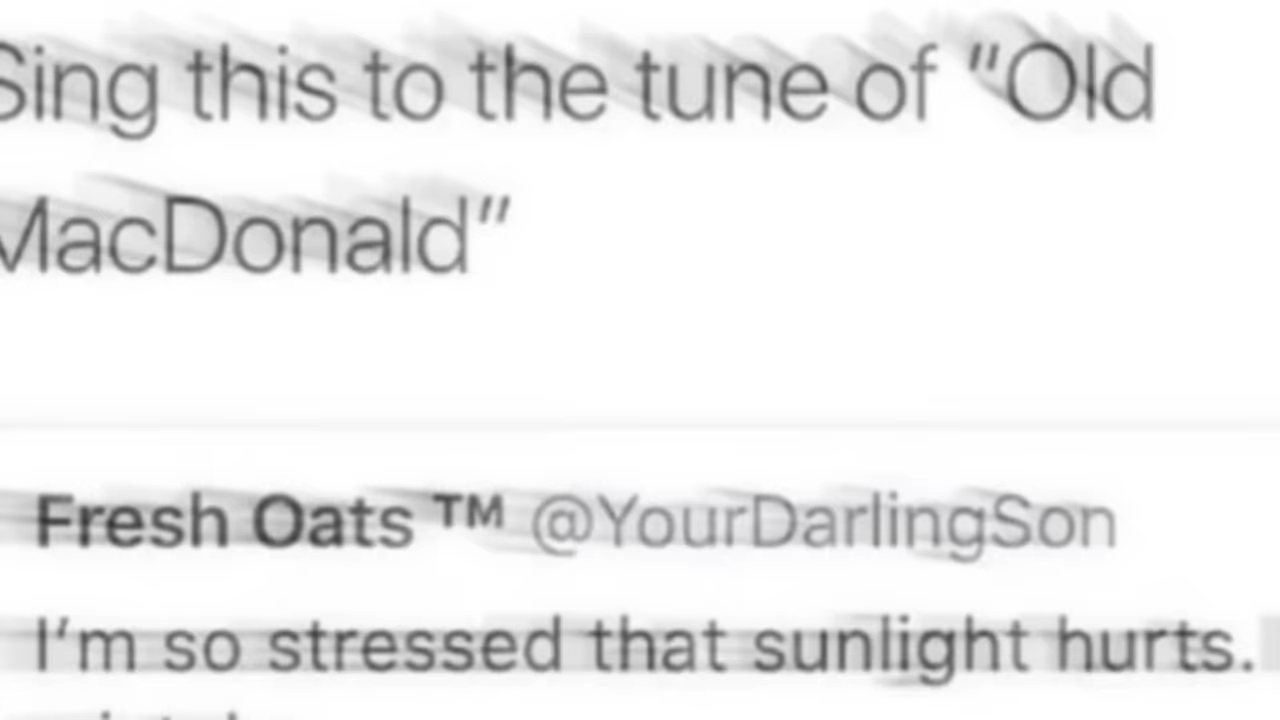 Sing this to the tune of “Old
MacDonald”
Fresh Oats ™ @YourDarlingSon
I’m so stressed that sunlight hurts.